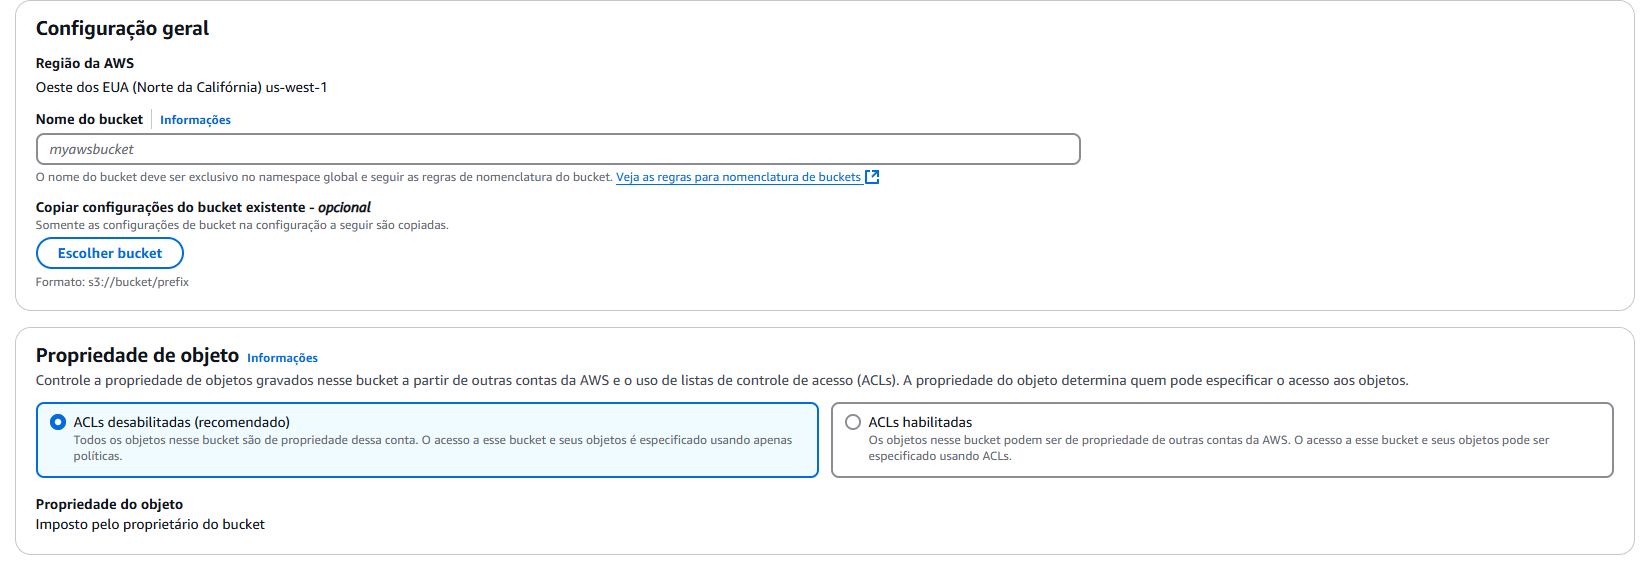 Configuração geral
Região da AWS
Oeste dos EUA (Norte da Califórnia) us-west-1
Nome do bucket
Informações
myawsbucket
O nome do bucket deve ser exclusivo no namespace global e seguir as regras de nomenclatura do bucket. Veja as regras para nomenclatura de buckets
Copiar configurações do bucket existente - opcional
Somente as configurações de bucket na configuração a seguir são copiadas.
Escolher bucket
Formato: s3://bucket/prefix
Propriedade de objeto Informações
Controle a propriedade de objetos gravados nesse bucket a partir de outras contas da AWS e o uso de listas de controle de acesso (ACLs). A propriedade do objeto determina quem pode especificar o acesso aos objetos.
ACLs desabilitadas (recomendado)
Todos os objetos nesse bucket são de propriedade dessa conta. O acesso a esse bucket e seus objetos é especificado usando apenas
políticas.
ACLs habilitadas
Os objetos nesse bucket podem ser de propriedade de outras contas da AWS. O acesso a esse bucket e seus objetos pode ser
especificado usando ACLs.
Propriedade do objeto
Imposto pelo proprietário do bucket